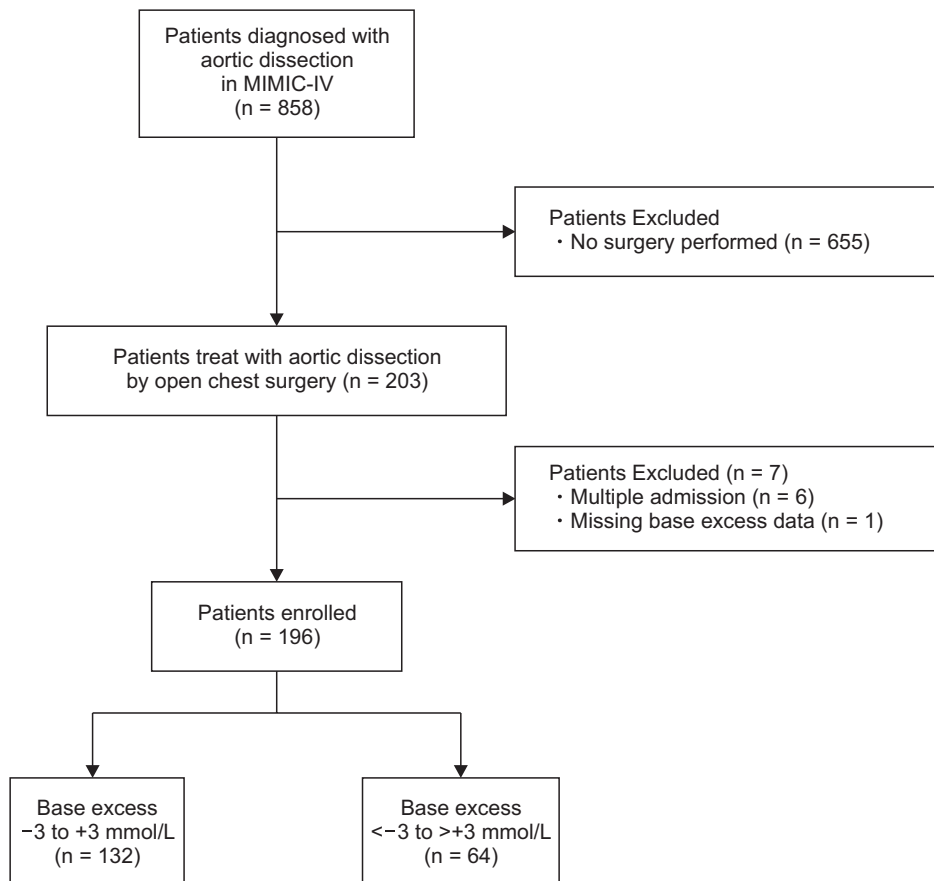 Patients diagnosed with
aortic dissection
in MIMIC-IV
(n = 858)
Patients Excluded
・No surgery performed (n = 655)
Patients treat with aortic dissection
by open chest surgery (n = 203)
Patients Excluded (n = 7)
・Multiple admission (n = 6)
・Missing base excess data (n = 1)
Patients enrolled
(n = 196)
Base excess
−3 to +3 mmol/L
(n = 132)
Base excess
<−3 to >+3 mmol/L
(n = 64)